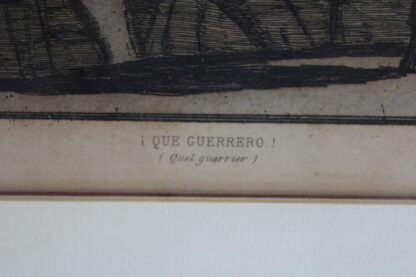 ¡ QUE GUERRERO.!
( Quel guerrier )